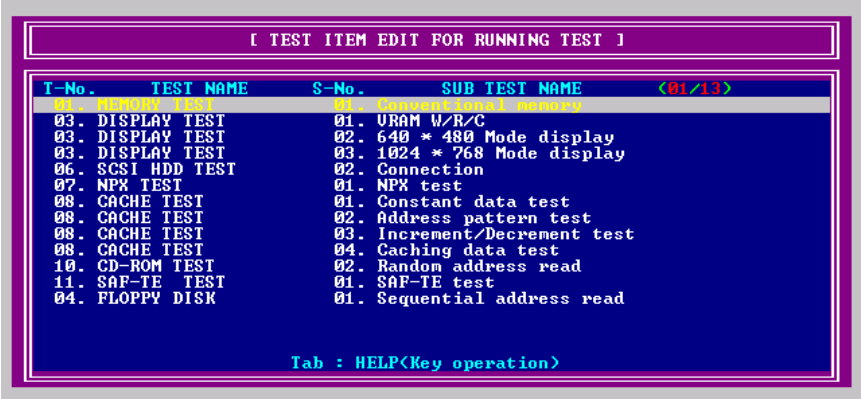 [ TEST ITEM EDIT FOR RUNNING TEST ]
T-No. TEST NAME S-No. SUB TEST NAME (01/13)
01. MEMORY TEST 01. Conventional memory
03. DISPLAY TEST 01. VRAM W/R/C
03. DISPLAY TEST 02. 640 * 480 Mode display
03. DISPLAY TEST 03. 1024 * 768 Mode display
06. SCSI HDD TEST 02. Connection
07. NPX TEST 01. NPX test
08. CACHE TEST 01. Constant data test
08. CACHE TEST 02. Address pattern test
08. CACHE TEST 03. Increment/Decrement test
08. CACHE TEST 04. Caching data test
10. CD-ROM TEST 02. Random address read
11. SAF-TE TEST 01. SAF-TE test
04. FLOPPY DISK 01. Sequential address read
Tab : HELP(Key operation)